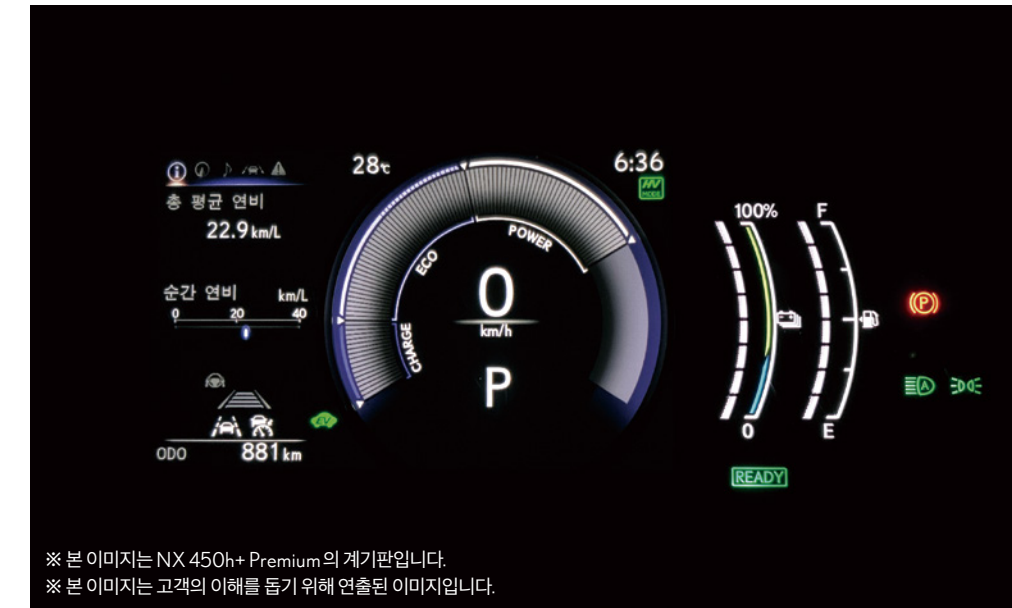 28℃
6:36
HV
MODE
총 평균 연비
22.9 km/L
순간 연비 km/L
0 20 40
CHARGE
ECO
POWER
0
km/h
P
EV
ODO 881 km
100%
0
F
E
(P)
A
READY
※ 본 이미지는 NX 450h+ Premium의 계기판입니다.
※ 본 이미지는 고객의 이해를 돕기 위해 연출된 이미지입니다.